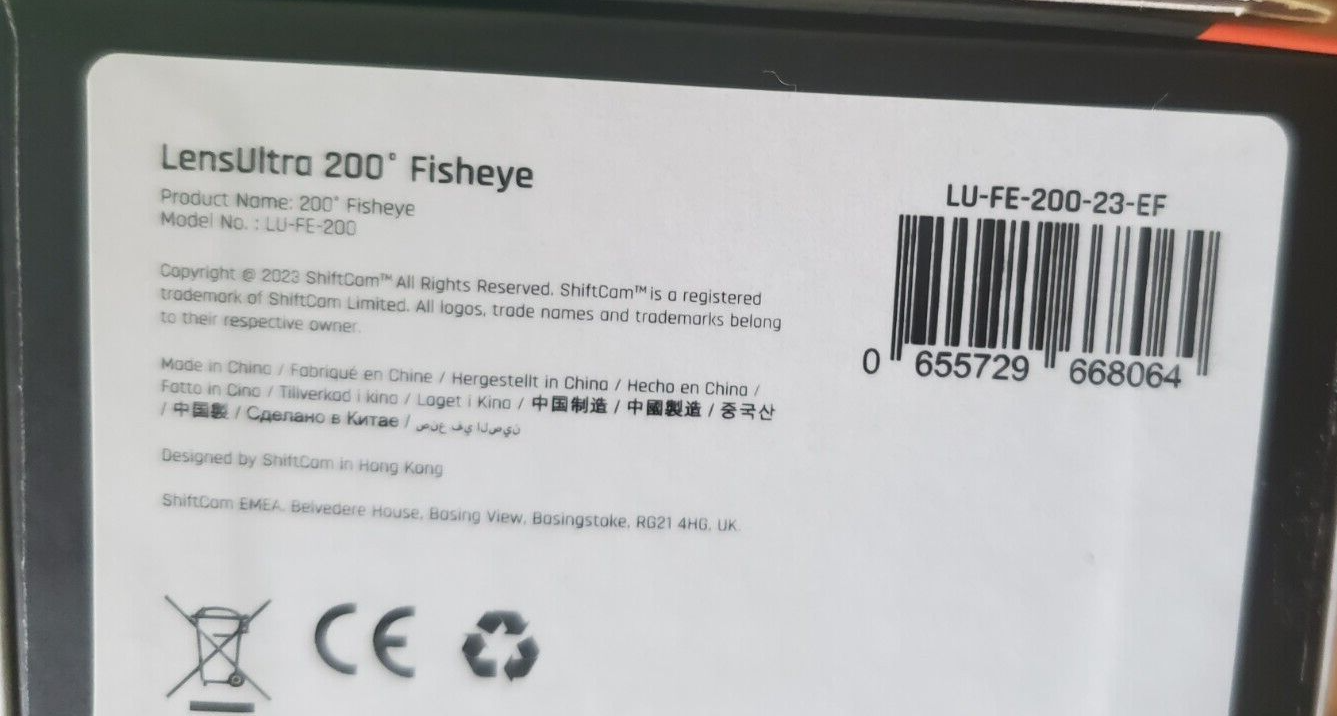 LensUltra 200° Fisheye
Product Name: 200° Fisheye
Model No. : LU-FE-200
Copyright © 2023 ShiftCam™ All Rights Reserved. ShiftCam™ is a registered
trademark of ShiftCam Limited. All logos, trade names and trademarks belong
to their respective owner.
Made in China / Fabriqué en Chine / Hergestellt in China / Hecho en China /
Fatto in Cina / Tillverkad i kina / Laget i Kina / 中国制造 / 中國製造 / 중국산
/ 中国製 / Сделано в Китае / صنع في الصين
Designed by ShiftCam in Hong Kong
ShiftCam EMEA, Belvedere House, Basing View, Basingstoke, RG21 4HG, UK.
LU-FE-200-23-EF
0 655729 668064
CE